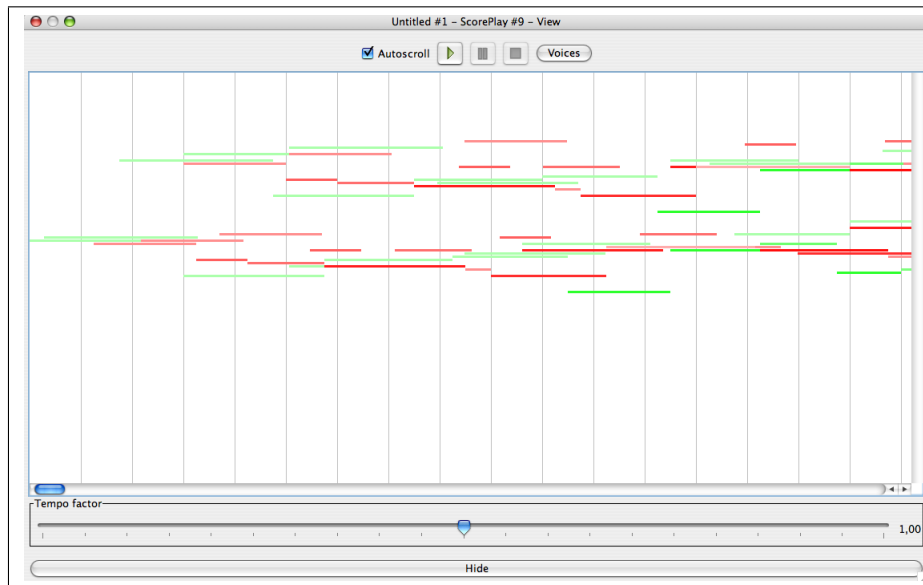 Untitled #1 – ScorePlay #9 – View
Autoscroll Voices
Tempo factor
1,00
Hide